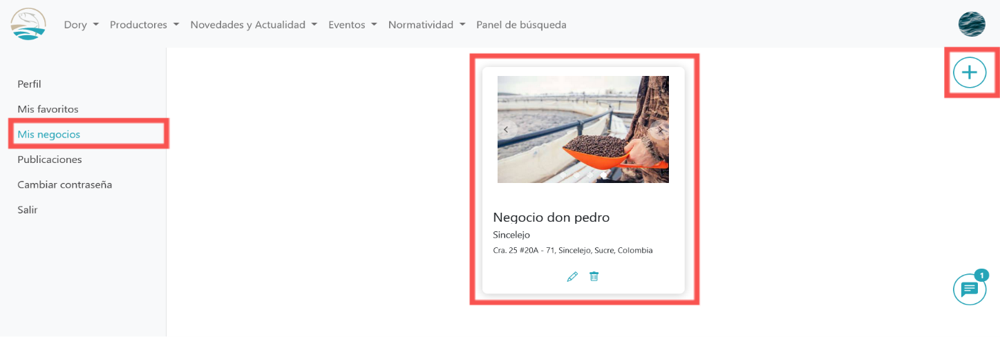 Dory Productores Novedades y Actualidad Eventos Normatividad Panel de búsqueda
Perfil
Mis favoritos
Mis negocios
Publicaciones
Cambiar contraseña
Salir
Negocio don pedro
Sincelejo
Cra. 25 #20A - 71, Sincelejo, Sucre, Colombia
1